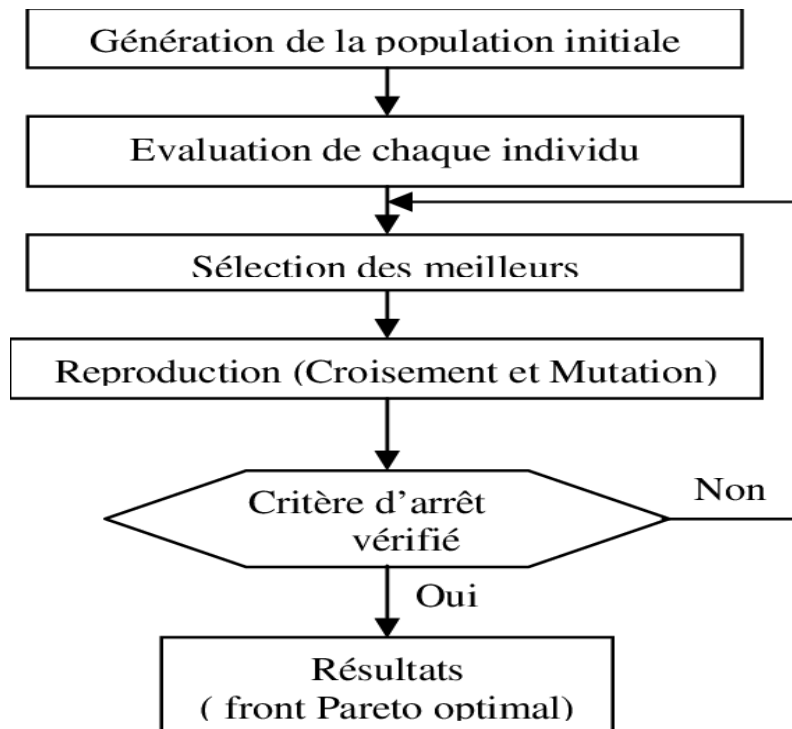 Génération de la population initiale
Evaluation de chaque individu
Sélection des meilleurs
Reproduction (Croisement et Mutation)
Critère d’arrêt
vérifié
Non
Oui
Résultats
( front Pareto optimal)